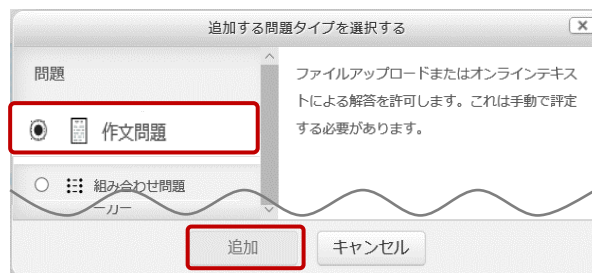 追加する問題タイプを選択する
問題
作文問題
組み合わせ問題
ーカー
ファイルアップロードまたはオンラインテキス
トによる解答を許可します。これは手動で評定
する必要があります。
追加
キャンセル